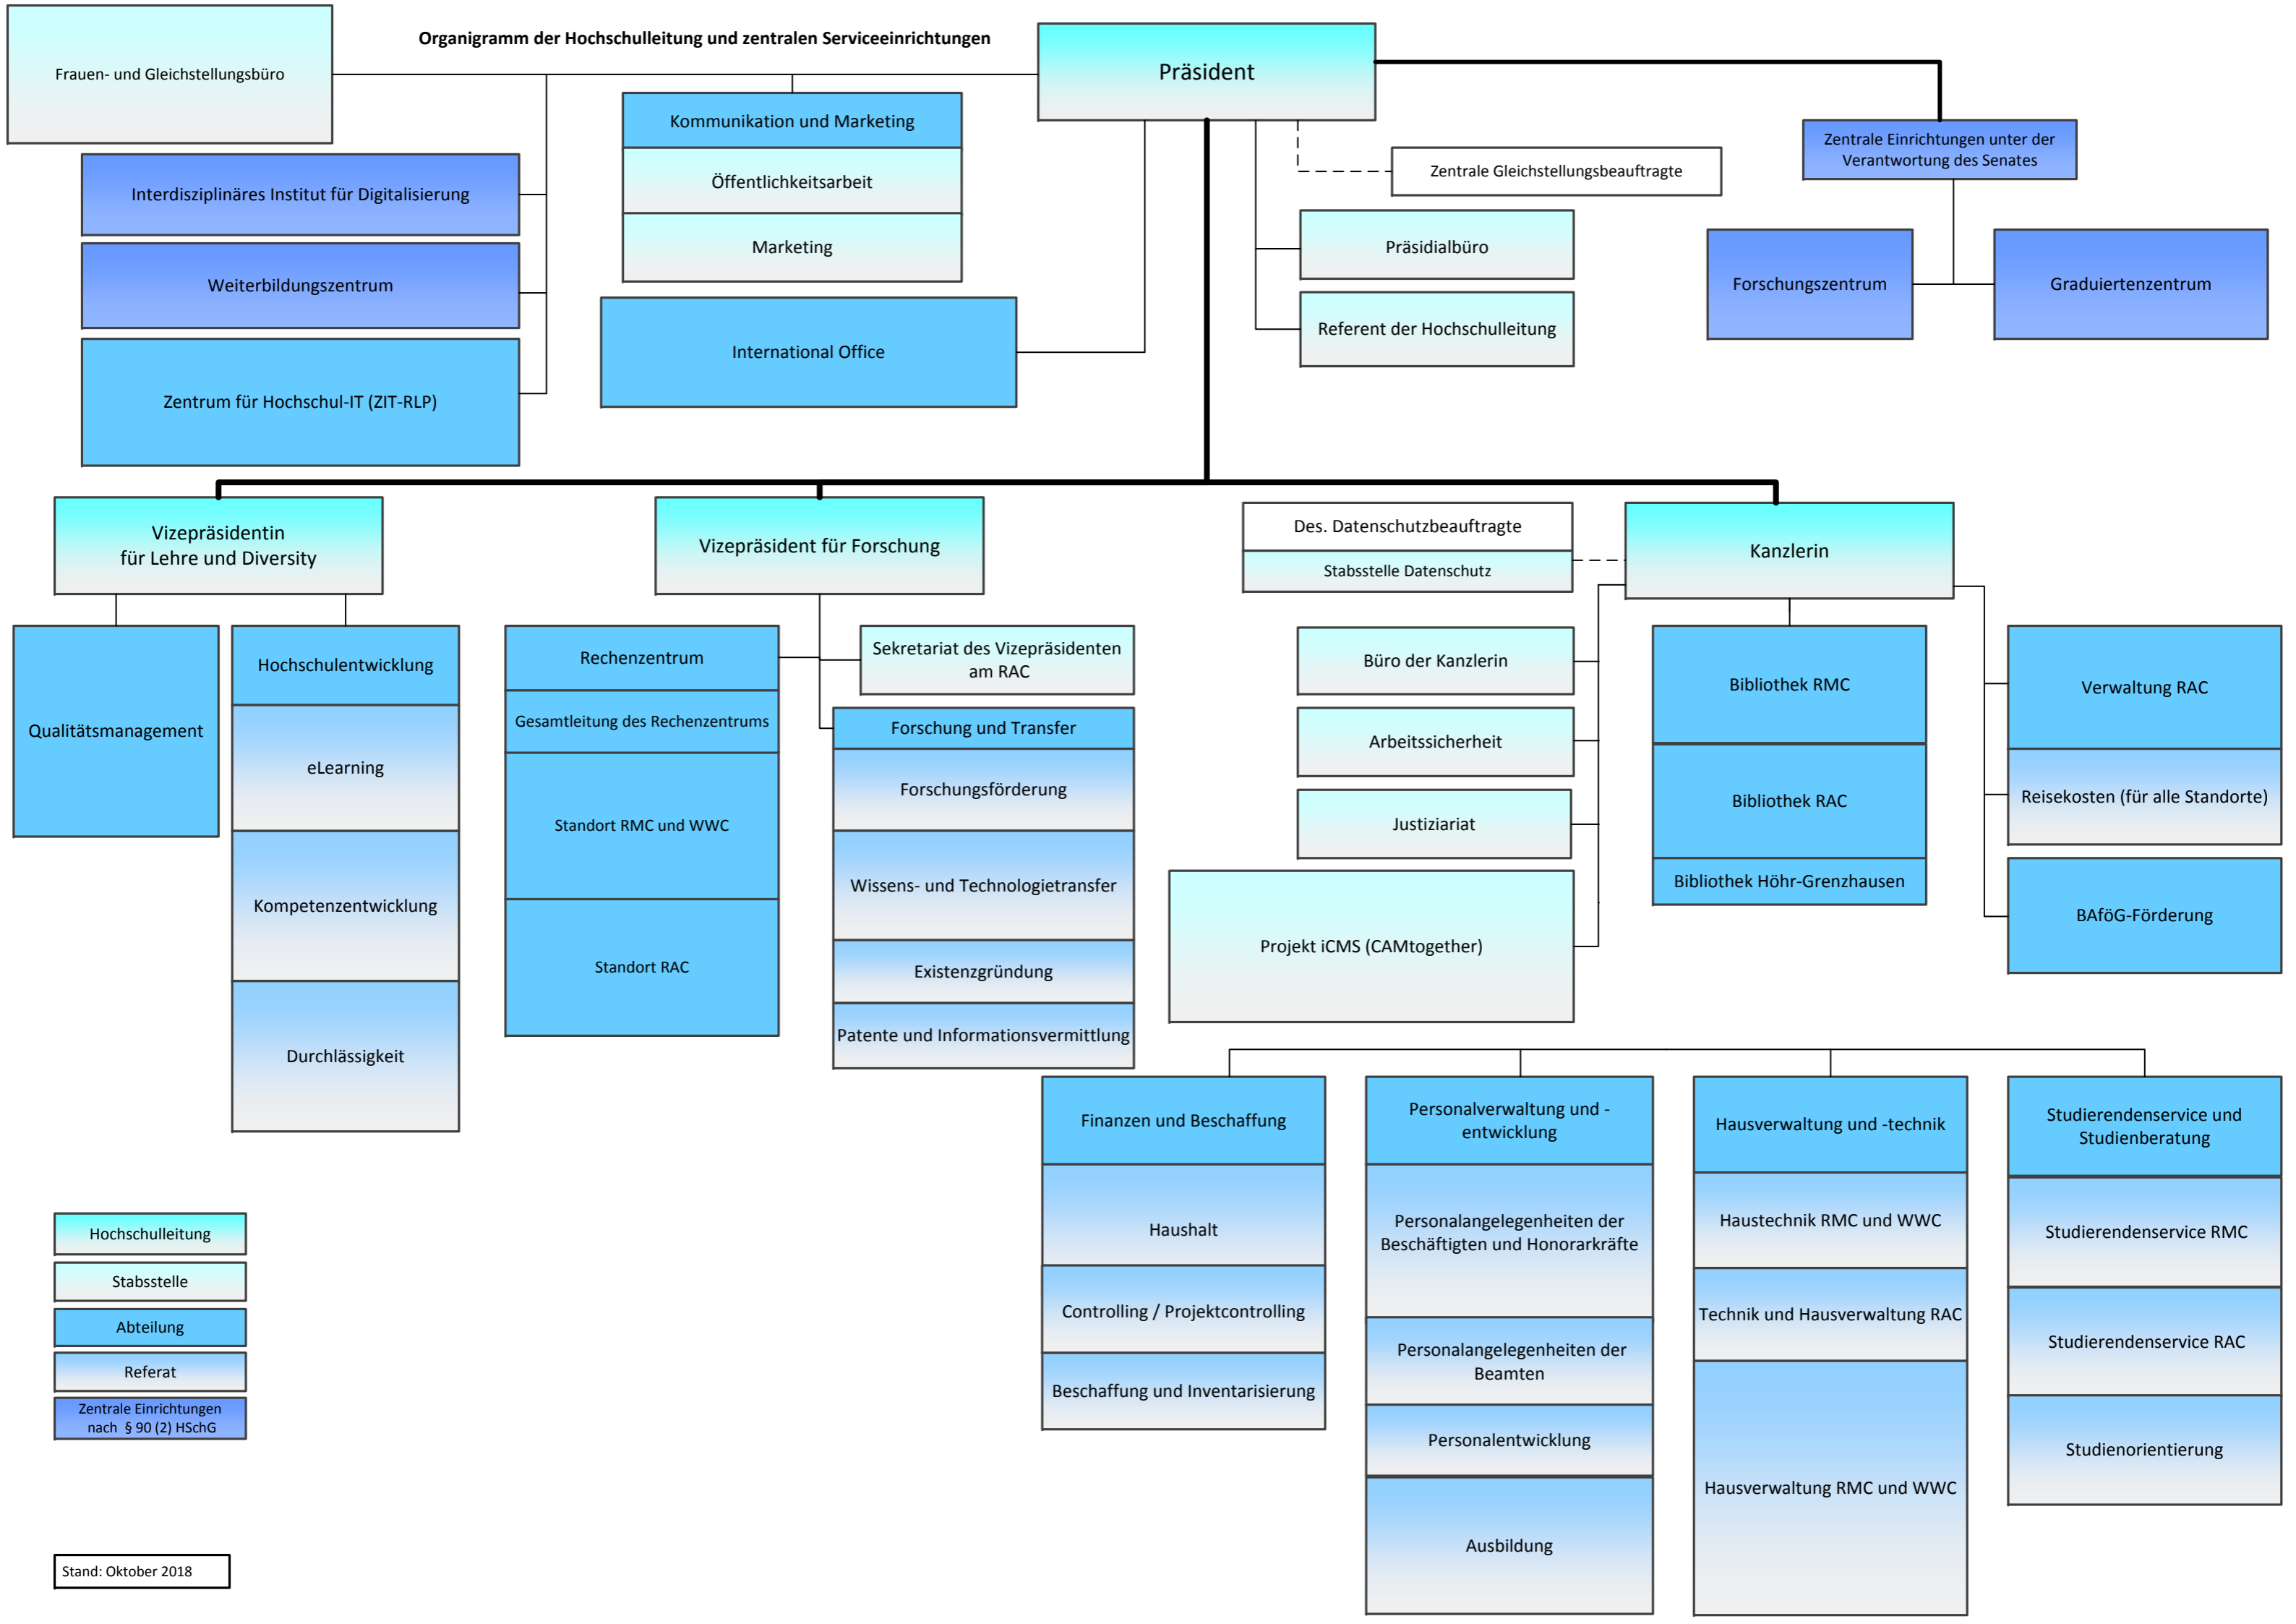 Organigramm der Hochschulleitung und zentralen Serviceeinrichtungen
Frauen- und Gleichstellungsbüro
Präsident
Kommunikation und Marketing
Öffentlichkeitsarbeit
Marketing
Interdisziplinäres Institut für Digitalisierung
Weiterbildungszentrum
Zentrum für Hochschul-IT (ZIT-RLP)
International Office
Zentrale Gleichstellungsbeauftragte
Präsidialbüro
Referent der Hochschulleitung
Zentrale Einrichtungen unter der
Verantwortung des Senates
Forschungszentrum
Graduiertenzentrum
Vizepräsidentin
für Lehre und Diversity
Qualitätsmanagement
Hochschulentwicklung
eLearning
Kompetenzentwicklung
Durchlässigkeit
Vizepräsident für Forschung
Rechenzentrum
Gesamtleitung des Rechenzentrums
Standort RMC und WWC
Standort RAC
Sekretariat des Vizepräsidenten
am RAC
Forschung und Transfer
Forschungsförderung
Wissens- und Technologietransfer
Existenzgründung
Patente und Informationsvermittlung
Des. Datenschutzbeauftragte
Stabsstelle Datenschutz
Kanzlerin
Büro der Kanzlerin
Arbeitssicherheit
Justiziariat
Projekt iCMS (CAMtogether)
Bibliothek RMC
Bibliothek RAC
Bibliothek Höhr-Grenzhausen
Verwaltung RAC
Reisekosten (für alle Standorte)
BAföG-Förderung
Finanzen und Beschaffung
Haushalt
Controlling / Projektcontrolling
Beschaffung und Inventarisierung
Personalverwaltung und -
entwicklung
Personalangelegenheiten der
Beschäftigten und Honorarkräfte
Personalangelegenheiten der
Beamten
Personalentwicklung
Ausbildung
Hausverwaltung und -technik
Haustechnik RMC und WWC
Technik und Hausverwaltung RAC
Hausverwaltung RMC und WWC
Studierendenservice und
Studienberatung
Studierendenservice RMC
Studierendenservice RAC
Studienorientierung
Hochschulleitung
Stabsstelle
Abteilung
Referat
Zentrale Einrichtungen
nach § 90 (2) HSchG
Stand: Oktober 2018